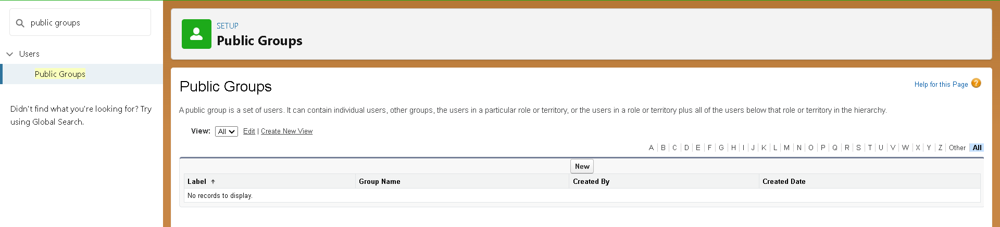 public groups
Users
Public Groups
Didn't find what you're looking for? Try
using Global Search.
SETUP
Public Groups
Public Groups
Help for this Page ?
A public group is a set of users. It can contain individual users, other groups, the users in a particular role or territory, or the users in a role or territory plus all of the users below that role or territory in the hierarchy.
View: All Edit | Create New View
A | B | C | D | E | F | G | H | I | J | K | L | M | N | O | P | Q | R | S | T | U | V | W | X | Y | Z | Other | All
New
Label Group Name Created By Created Date
No records to display.